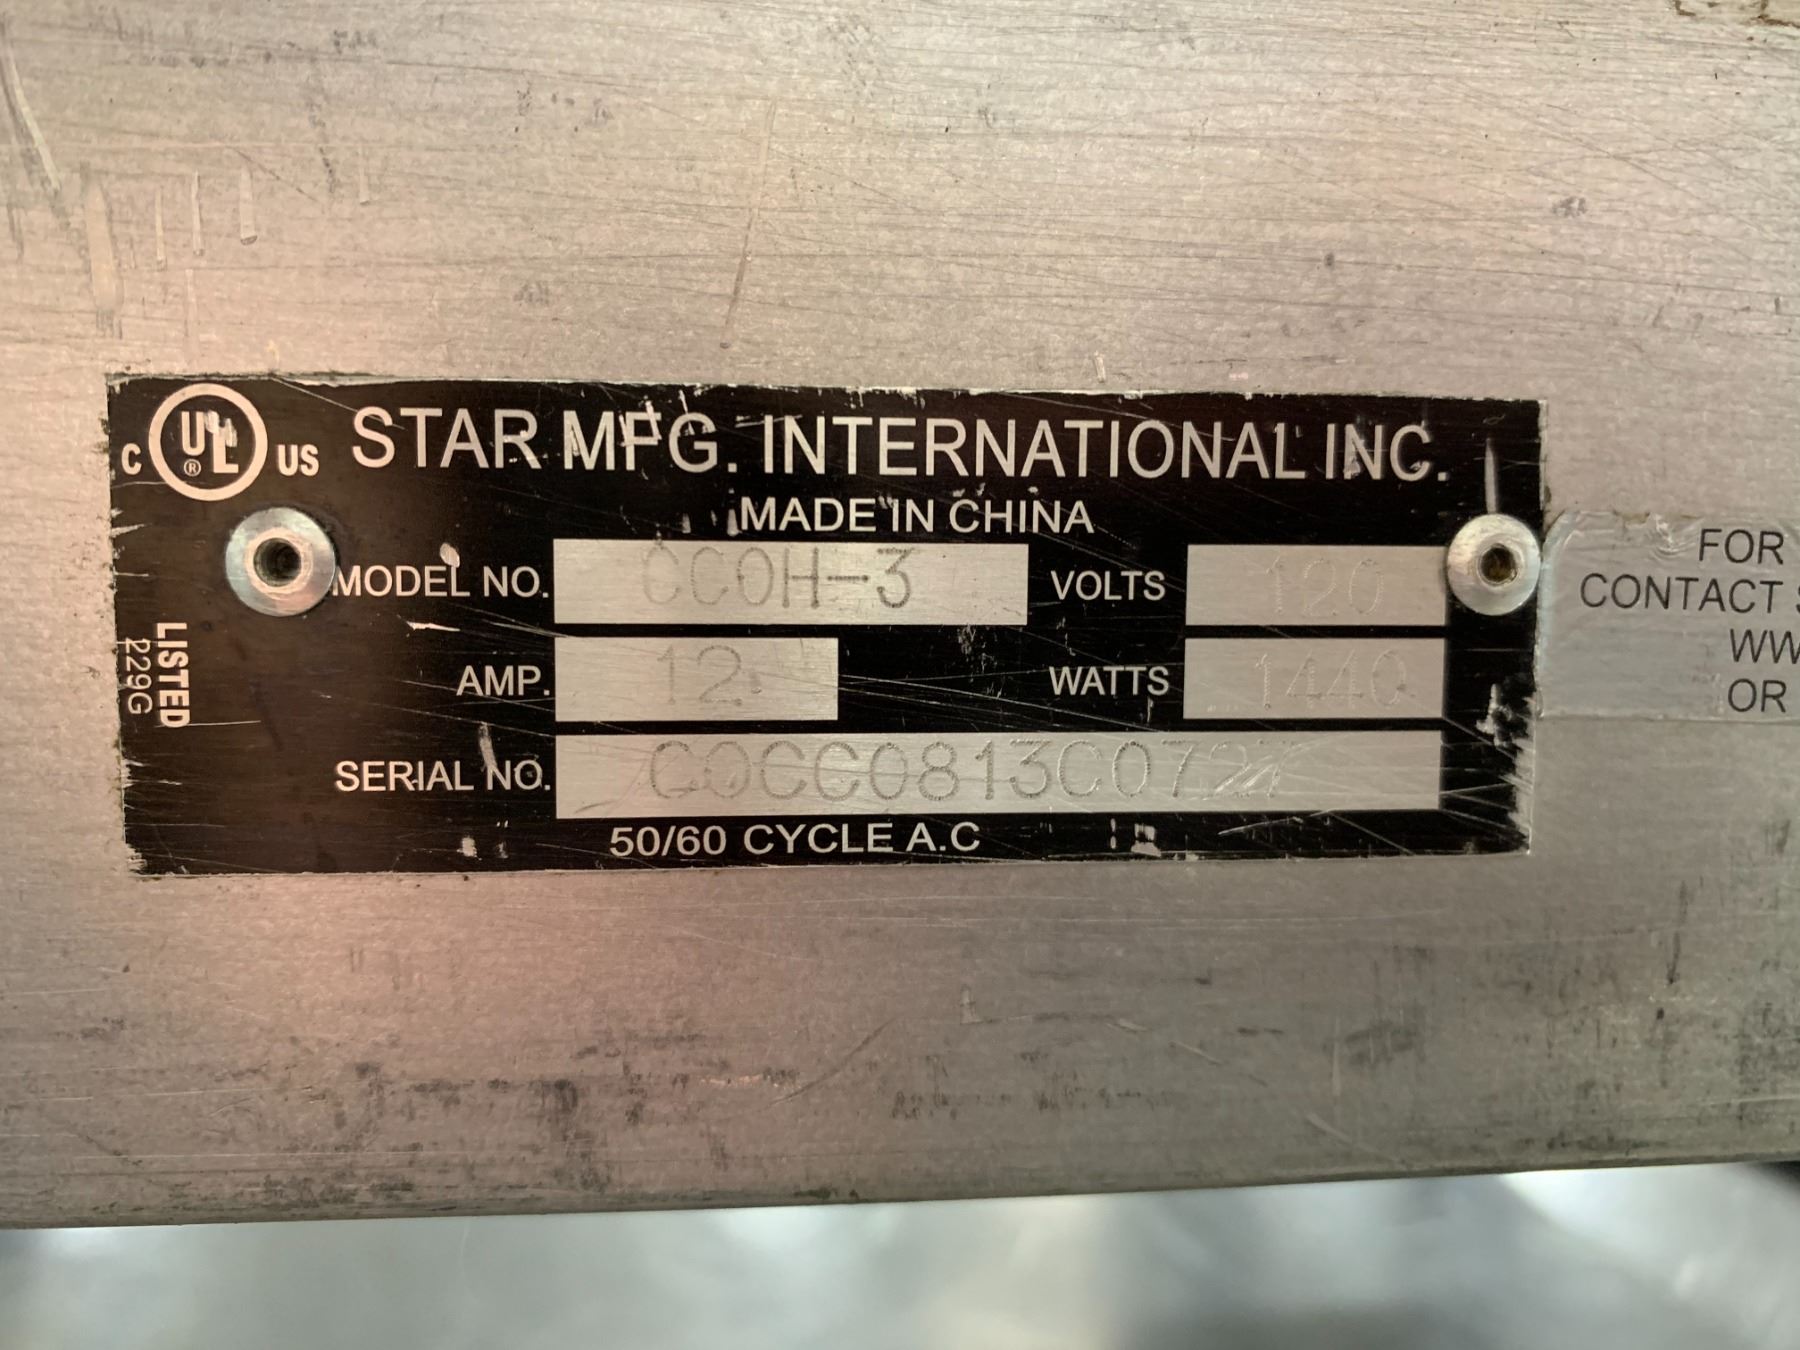 C UL ® US STAR MFG. INTERNATIONAL INC.
MADE IN CHINA
MODEL NO. CCOH-3 VOLTS 120
AMP. 12 WATTS 1440
SERIAL NO.
50/60 CYCLE A.C
LISTED
229G
FOR
CONTACT
OR